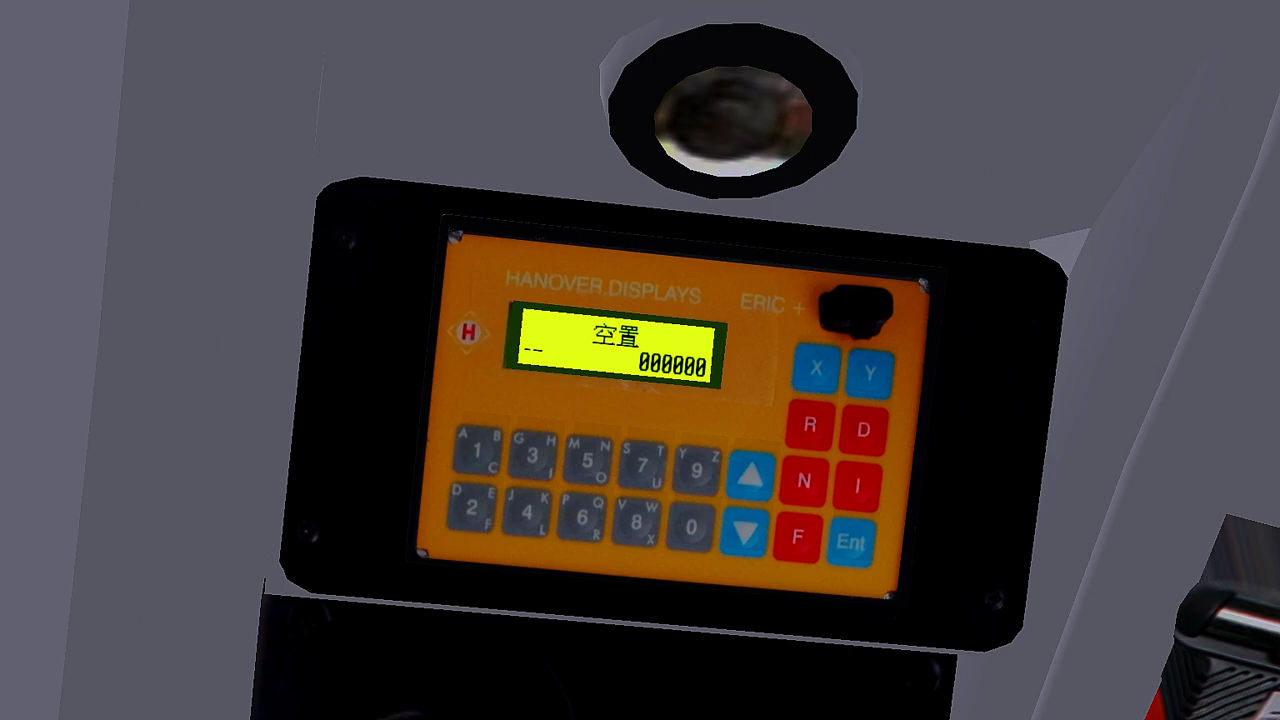 HANOVER DISPLAYS
ERIC +
H
空置
--
000000
X
Y
R
D
A B 1 C
G H 3 I
M N 5 O
S T 7 U
Y Z 9
▲
N
I
D E 2 F
J K 4 L
P Q 6 R
V W 8 X
0
▼
F
Ent